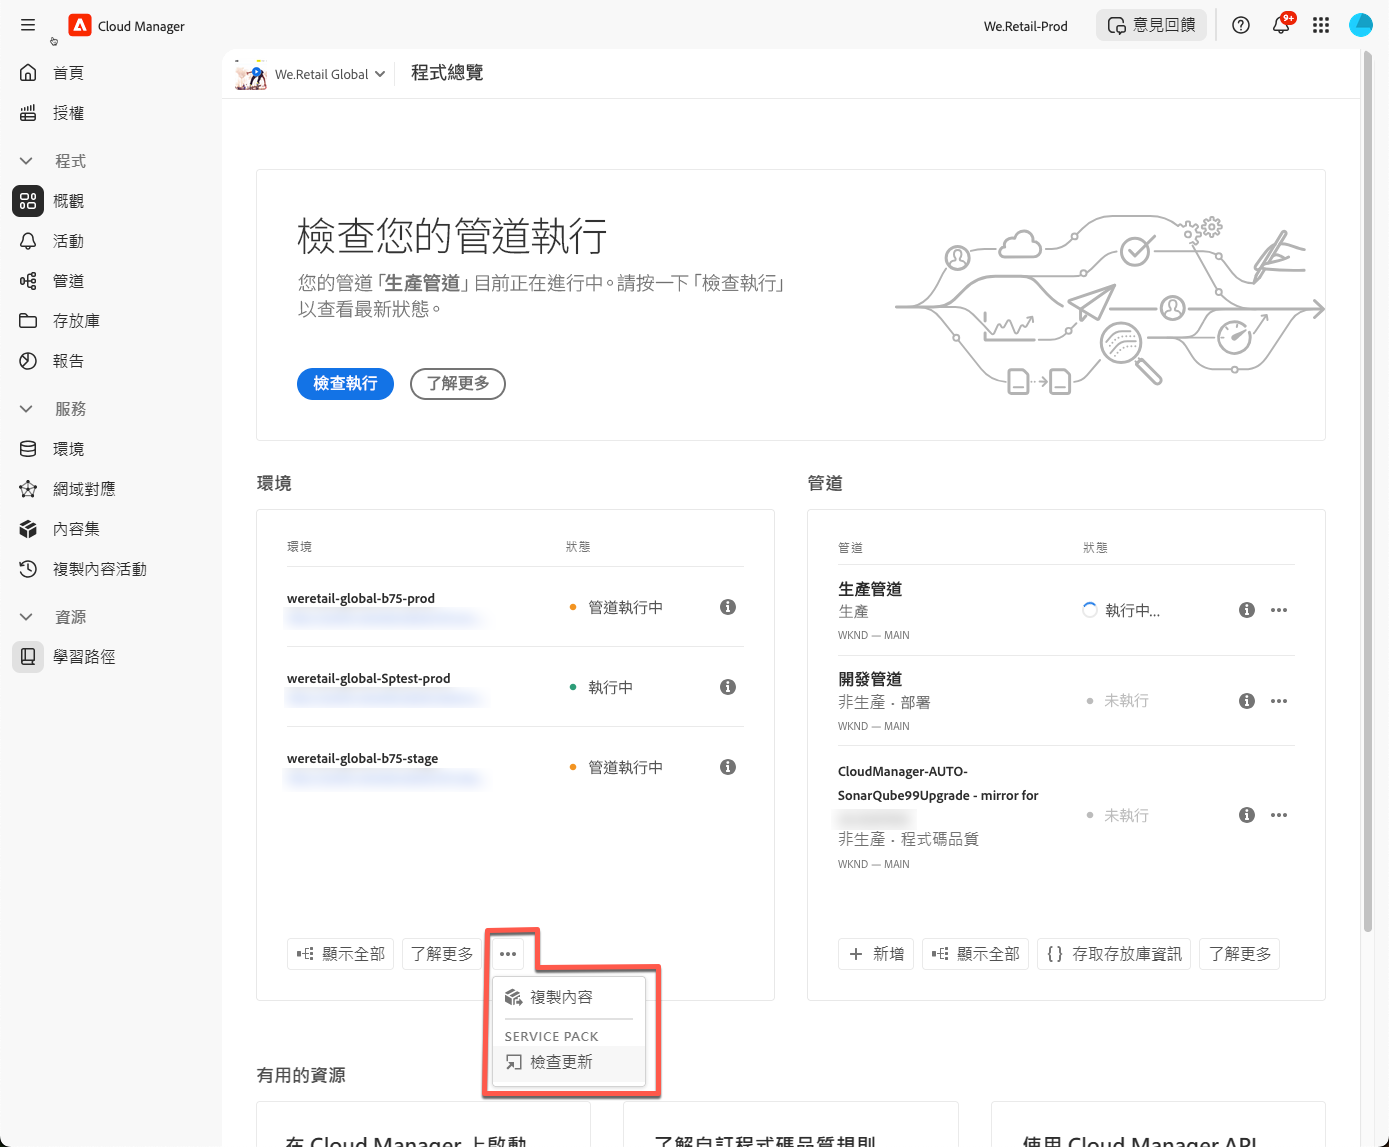 Cloud Manager
We.Retail-Prod
意見回饋
9+
首頁
授權
程式
概觀
活動
管道
存放庫
報告
服務
環境
網域對應
內容集
複製內容活動
資源
學習路徑
We.Retail Global
程式總覽
檢查您的管道執行
您的管道「生產管道」目前正在進行中。請按一下「檢查執行」
以查看最新狀態。
檢查執行
了解更多
環境
環境 狀態
weretail-global-b75-prod
管道執行中
weretail-global-Sptest-prod
執行中
weretail-global-b75-stage
管道執行中
顯示全部
了解更多
複製內容
SERVICE PACK
檢查更新
管道
管道 狀態
生產管道
生產
WKND — MAIN
執行中...
開發管道
非生產 · 部署
WKND — MAIN
未執行
CloudManager-AUTO-
SonarQube99Upgrade - mirror for
非生產 · 程式碼品質
WKND — MAIN
未執行
新增
顯示全部
存取存放庫資訊
了解更多
有用的資源
在 Cloud Manager 上啟動
了解自訂程式碼品質規則
使用 Cloud Manager API